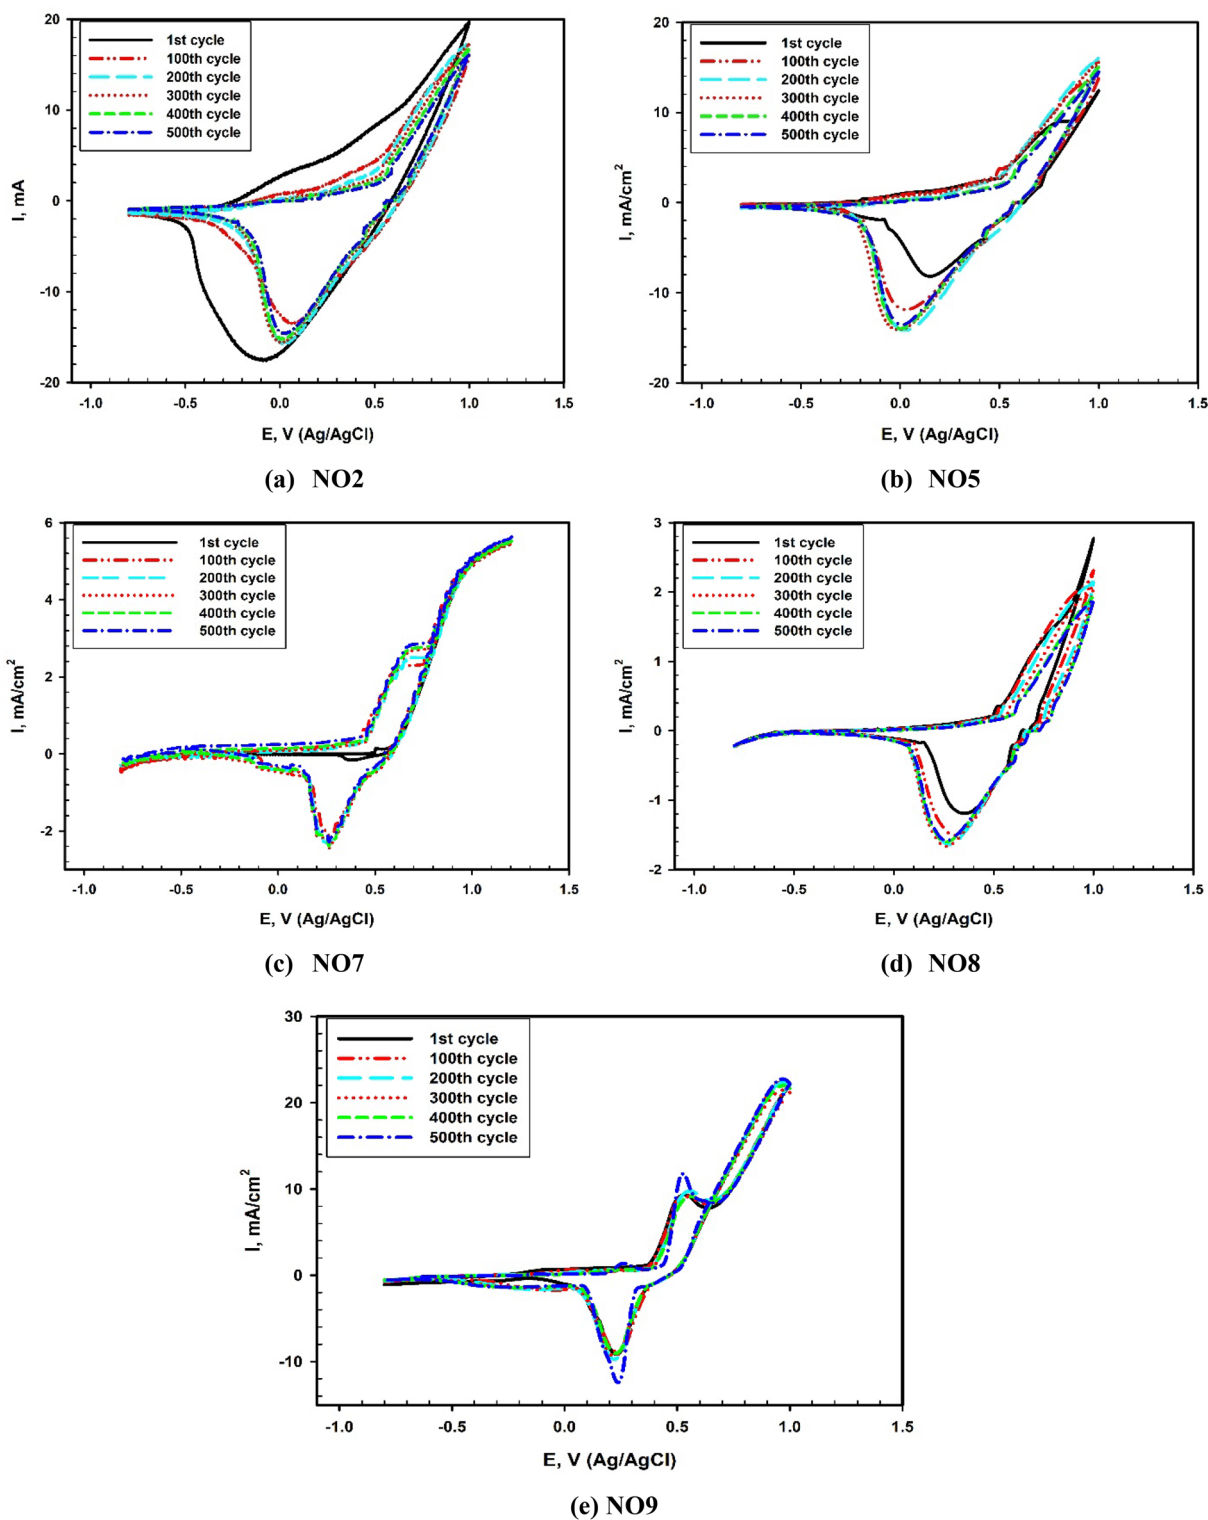 20
10
0
-10
-20
I, mA
1st cycle
100th cycle
200th cycle
300th cycle
400th cycle
500th cycle
-1.0 -0.5 0.0 0.5 1.0 1.5
E, V (Ag/AgCl)
(a) NO2
20
10
0
-10
-20
I, mA/cm2
1st cycle
100th cycle
200th cycle
300th cycle
400th cycle
500th cycle
-1.0 -0.5 0.0 0.5 1.0 1.5
E, V (Ag/AgCl)
(b) NO5
6
4
2
0
-2
I, mA/cm2
1st cycle
100th cycle
200th cycle
300th cycle
400th cycle
500th cycle
-1.0 -0.5 0.0 0.5 1.0 1.5
E, V (Ag/AgCl)
(c) NO7
3
2
1
0
-1
-2
I, mA/cm2
1st cycle
100th cycle
200th cycle
300th cycle
400th cycle
500th cycle
-1.0 -0.5 0.0 0.5 1.0 1.5
E, V (Ag/AgCl)
(d) NO8
30
20
10
0
-10
I, mA/cm2
1st cycle
100th cycle
200th cycle
300th cycle
400th cycle
500th cycle
-1.0 -0.5 0.0 0.5 1.0 1.5
E, V (Ag/AgCl)
(e) NO9